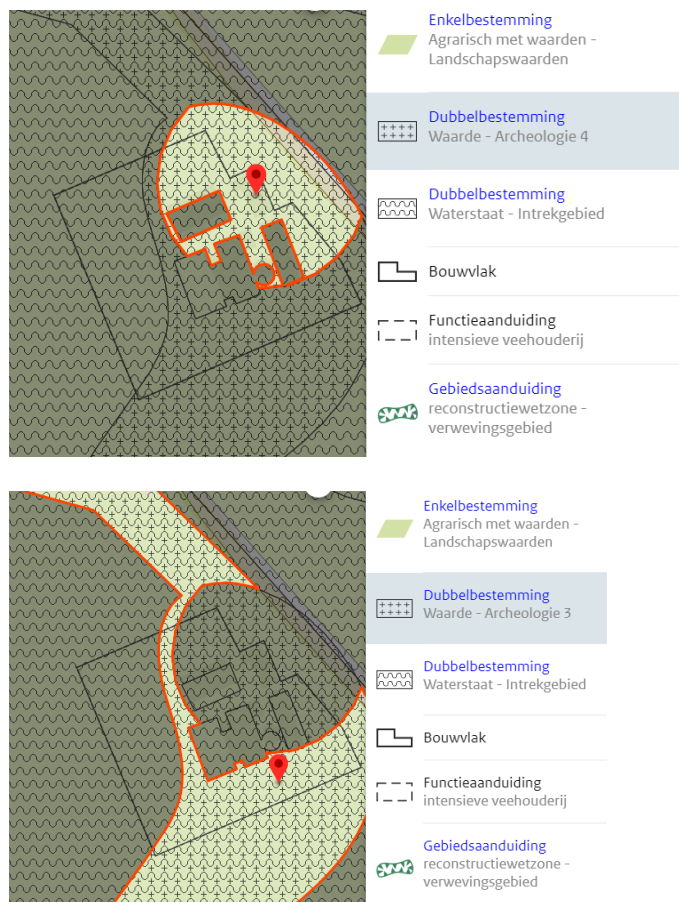 Enkelbestemming
Agrarisch met waarden -
Landschapswaarden
Dubbelbestemming
Waarde - Archeologie 4
Dubbelbestemming
Waterstaat - Intrekgebied
Bouwvlak
Functieaanduiding
intensieve veehouderij
Gebiedsaanduiding
reconstructiewetzone -
verwevingsgebied
Enkelbestemming
Agrarisch met waarden -
Landschapswaarden
Dubbelbestemming
Waarde - Archeologie 3
Dubbelbestemming
Waterstaat - Intrekgebied
Bouwvlak
Functieaanduiding
intensieve veehouderij
Gebiedsaanduiding
reconstructiewetzone -
verwevingsgebied